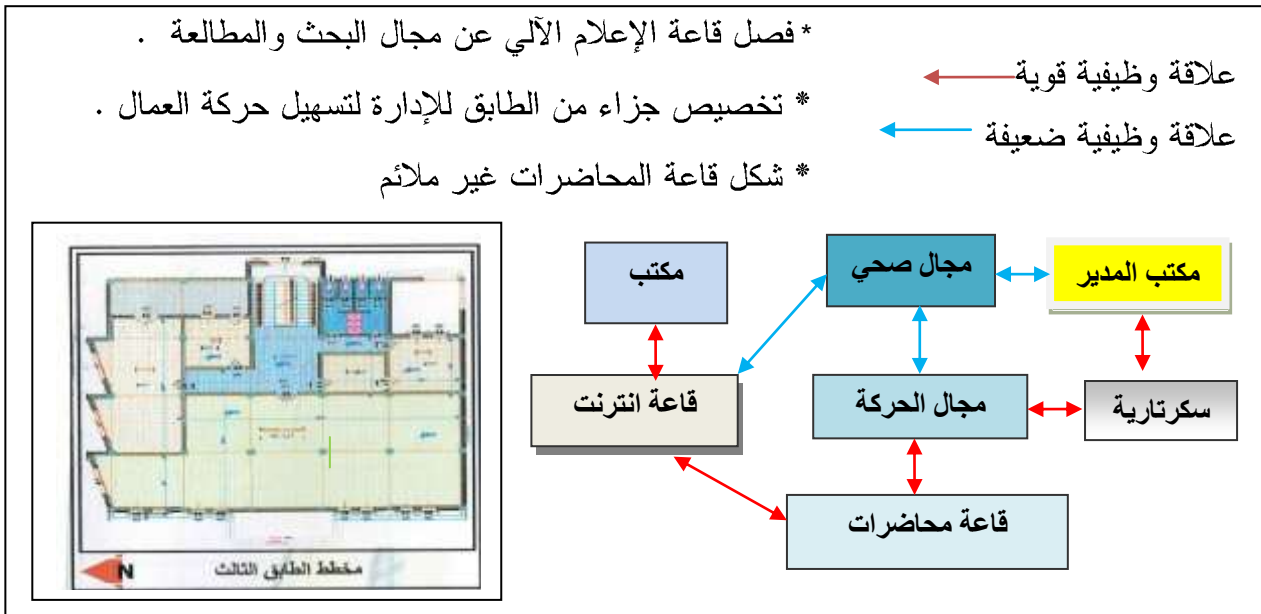 *فصل قاعة الإعلام الآلي عن مجال البحث والمطالعة .
* تخصيص جزاء من الطابق للإدارة لتسهيل حركة العمال .
* شكل قاعة المحاضرات غير ملائم
علاقة وظيفية قوية
علاقة وظيفية ضعيفة
مكتب المدير
مجال صحي
مكتب
سكرتارية
مجال الحركة
قاعة انترنت
قاعة محاضرات
N
مخطط الطابق الثالث